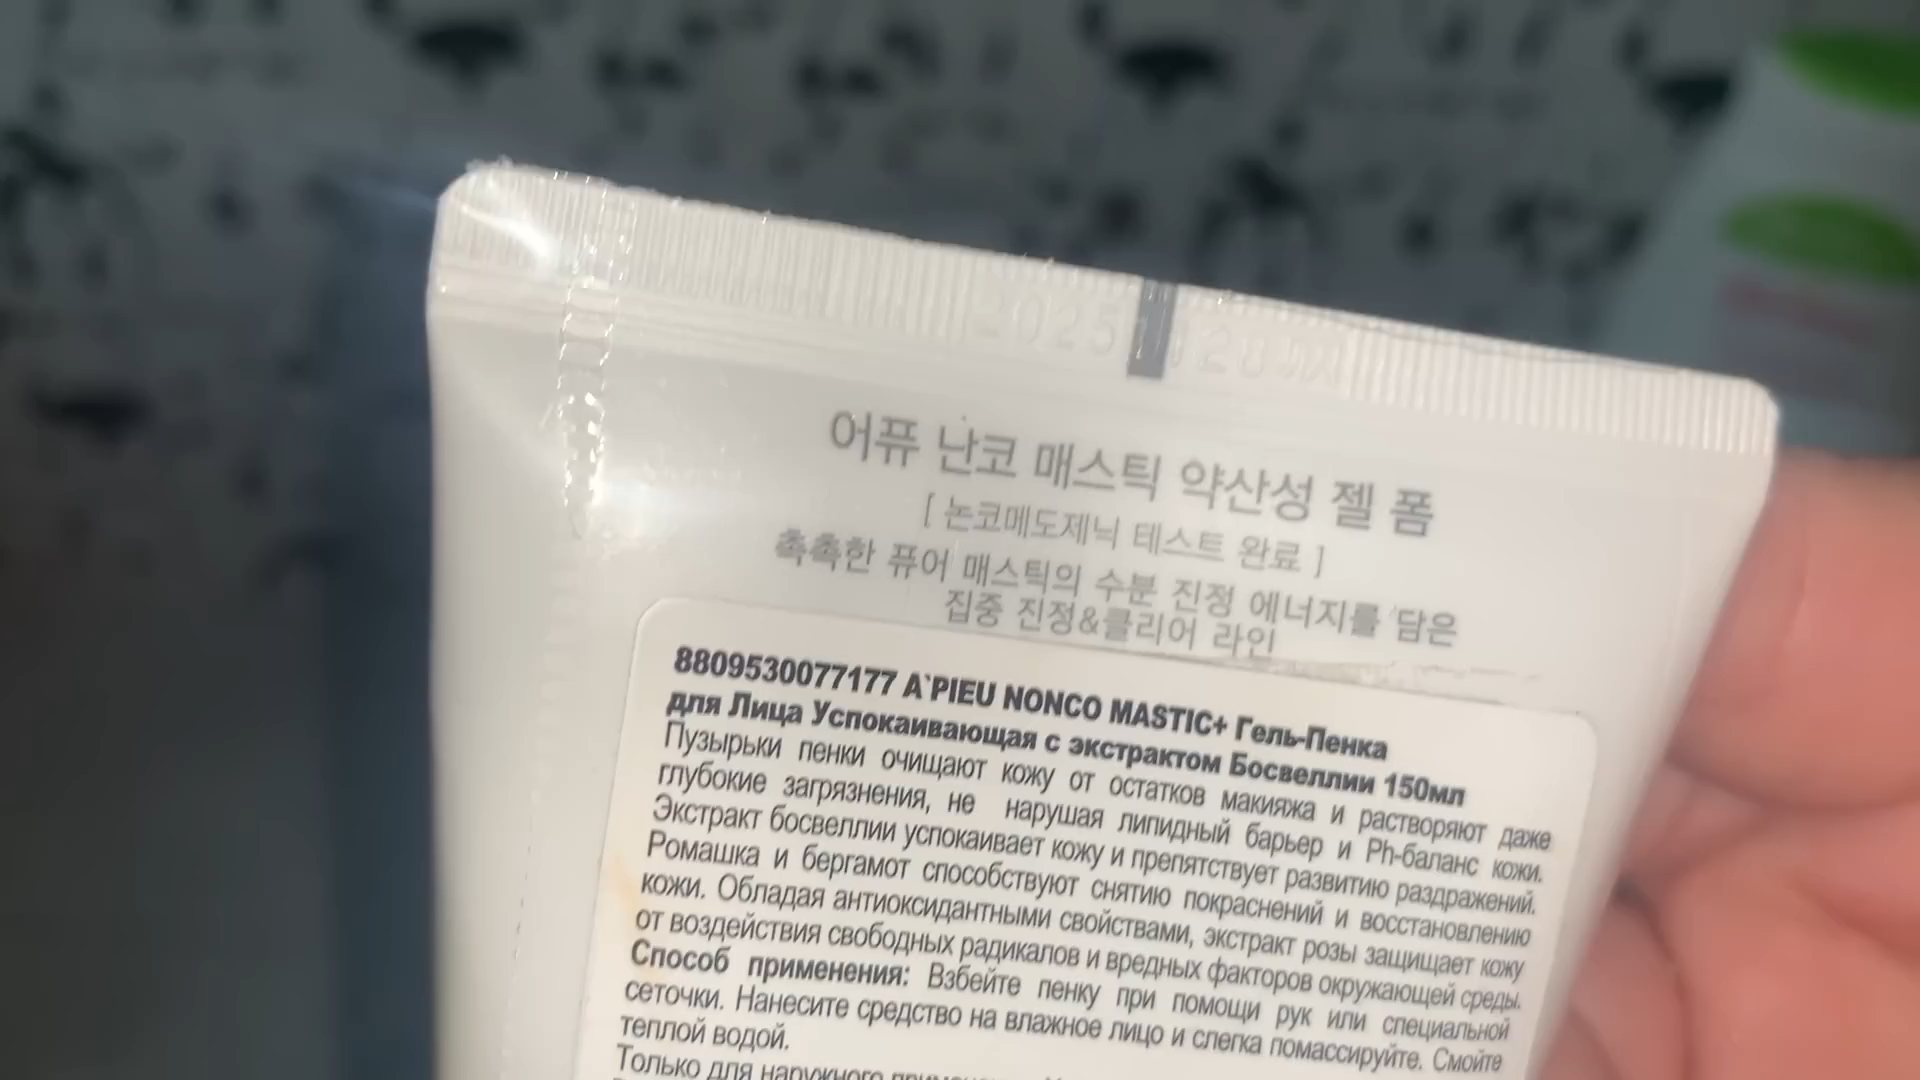 어퓨 난코 매스틱 약산성 젤 폼
[ 논코메도제닉 테스트 완료 ]
촉촉한 퓨어 매스틱의 수분 진정 에너지를 담은
집중 진정&클리어 라인
8809530077177 A`PIEU NONCO MASTIC+ Гель-Пенка
для Лица Успокаивающая с экстрактом Босвеллии 150мл
Пузырьки пенки очищают кожу от остатков макияжа и растворяют даже
глубокие загрязнения, не нарушая липидный барьер и Ph-баланс кожи.
Экстракт босвеллии успокаивает кожу и препятствует развитию раздражений.
Ромашка и бергамот способствуют снятию покраснений и восстановлению
кожи. Обладая антиоксидантными свойствами, экстракт розы защищает кожу
от воздействия свободных радикалов и вредных факторов окружающей среды.
Способ применения: Взбейте пенку при помощи рук или специальной
сеточки. Нанесите средство на влажное лицо и слегка помассируйте. Смойте
теплой водой.
Только для наружного